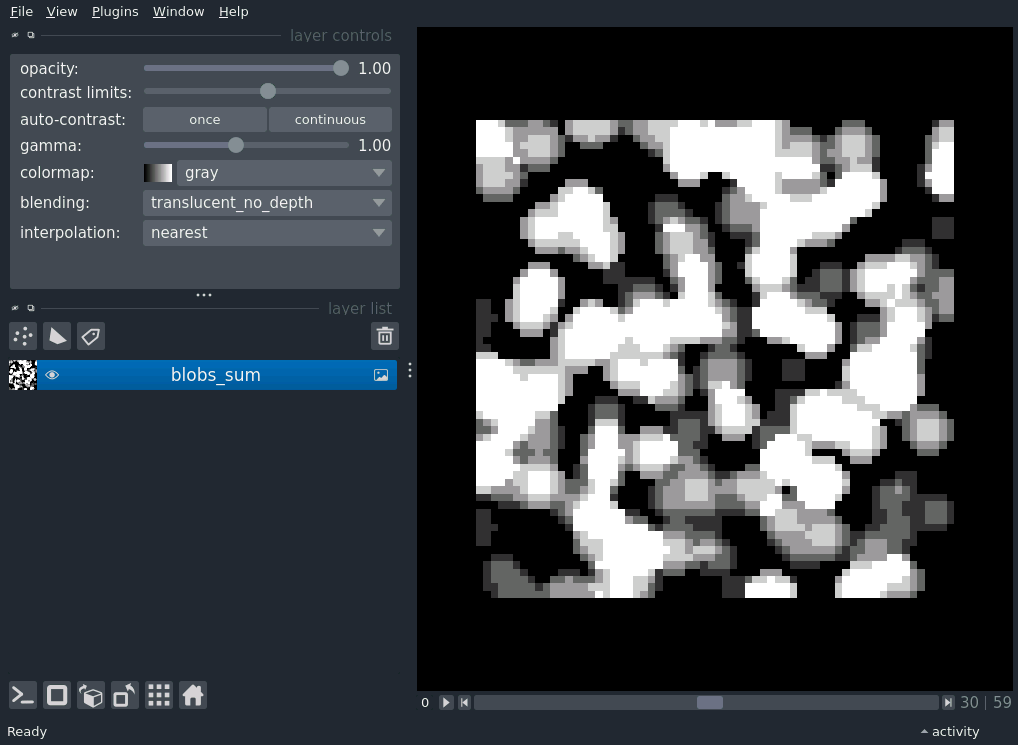 File View Plugins Window Help
layer controls
opacity: 1.00
contrast limits:
auto-contrast: once continuous
gamma: 1.00
colormap: gray
blending: translucent_no_depth
interpolation: nearest
layer list
blobs_sum
0 30 | 59
Ready activity